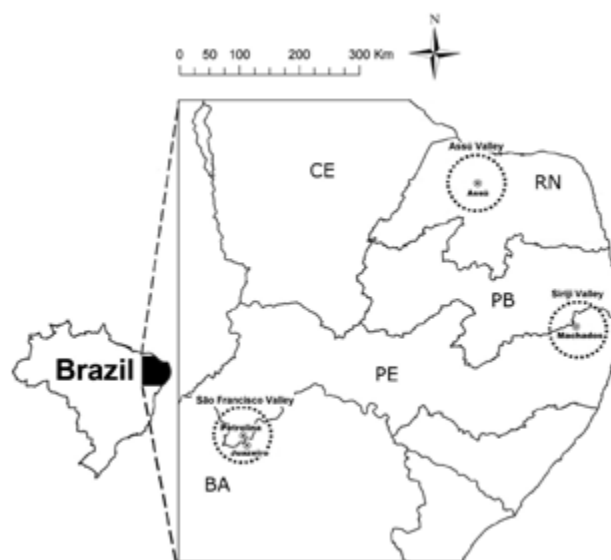 N
0 50 100 200 300 Km
Assú Valley
CE
RN
Assú
PB
Siriji Valley
Machados
Brazil
PE
São Francisco Valley
Petrolina
Juazeiro
BA